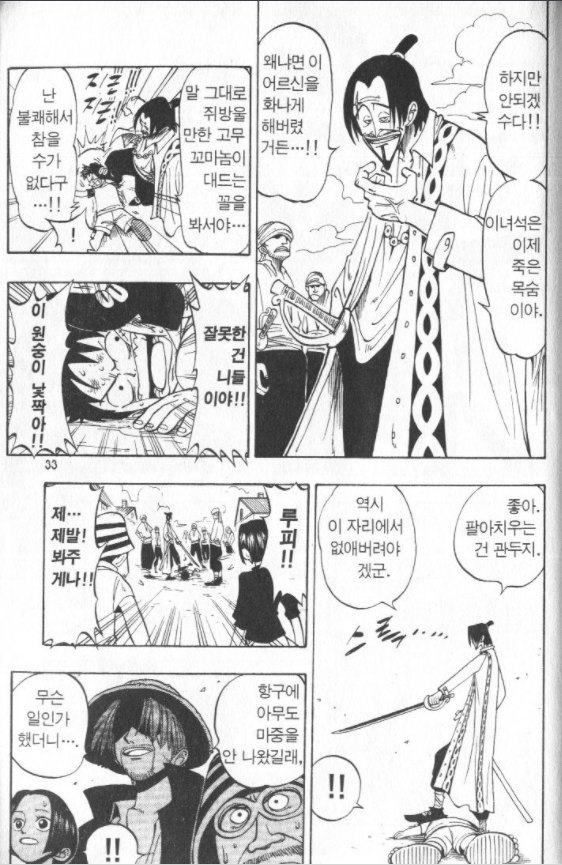 하지만
안되겠
수다!!
왜냐면 이
어르신을
화나게
해버렸
거든…!!
이녀석은
이제
죽은
목숨
이야.
말 그대로
쥐방울
만한 고무
꼬마놈이
대드는
꼴을
봐서야…
난
불쾌해서
참을
수가
없다구
…!!
즈즈
즈즈
!
잘못한
건
니들
이야!!
이 원숭이 낯짝아!!
33
좋아.
팔아치우는
건 관두지.
역시
이 자리에서
없애버려야
겠군.
스릉……
!!
루피!!
제…
제발!
봐주
게나!!
항구에
아무도
마중을
안 나왔길래,
무슨
일인가
했더니….
!!